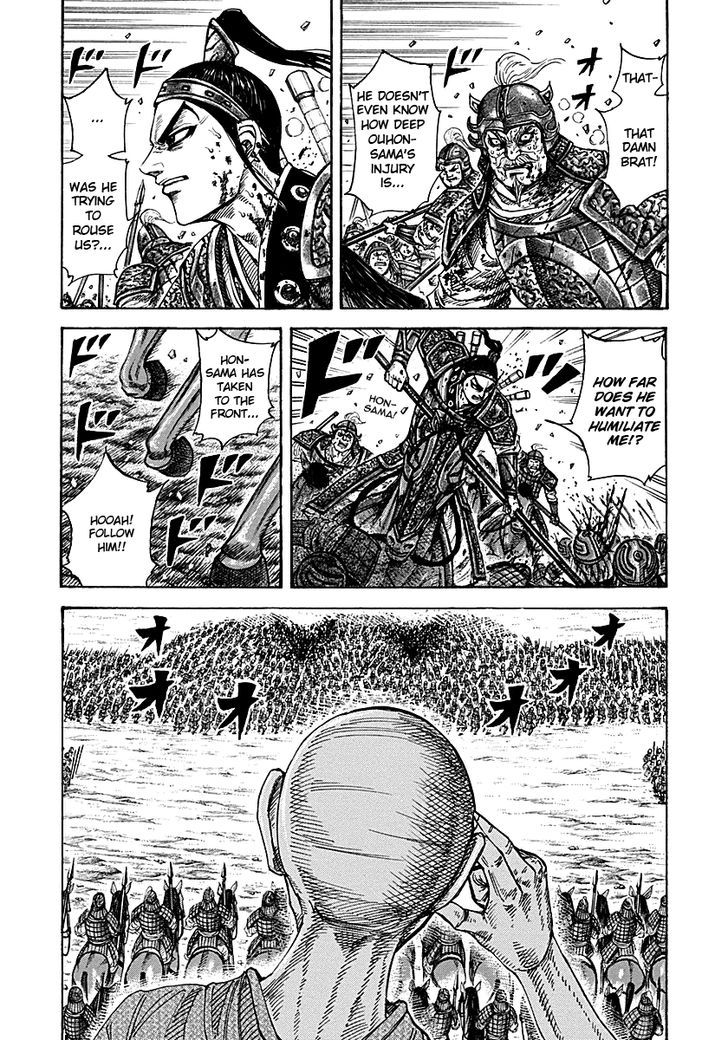 THAT-
THAT
DAMN
BRAT!
オ
オ
HE DOESN'T
EVEN KNOW
HOW DEEP
OUHON-
SAMA'S
INJURY
IS...
ド
ド
...
WAS HE
TRYING
TO
ROUSE
US?...
HOW FAR
DOES HE
WANT TO
HUMILIATE
ME!?
ド
ド
HON-
SAMA!
HON-
SAMA HAS
TAKEN
TO THE
FRONT...
ド
ド
ド
HOOAH!
FOLLOW
HIM!!
オ
オ
オ
オ
オ
オ